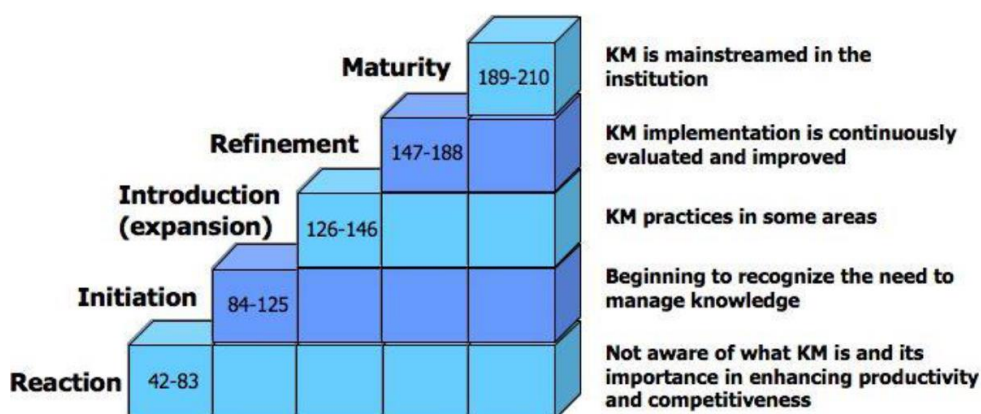 Maturity
189-210
KM is mainstreamed in the
institution
Refinement
147-188
KM implementation is continuously
evaluated and improved
Introduction
(expansion)
126-146
KM practices in some areas
Initiation
84-125
Beginning to recognize the need to
manage knowledge
Reaction
42-83
Not aware of what KM is and its
importance in enhancing productivity
and competitiveness